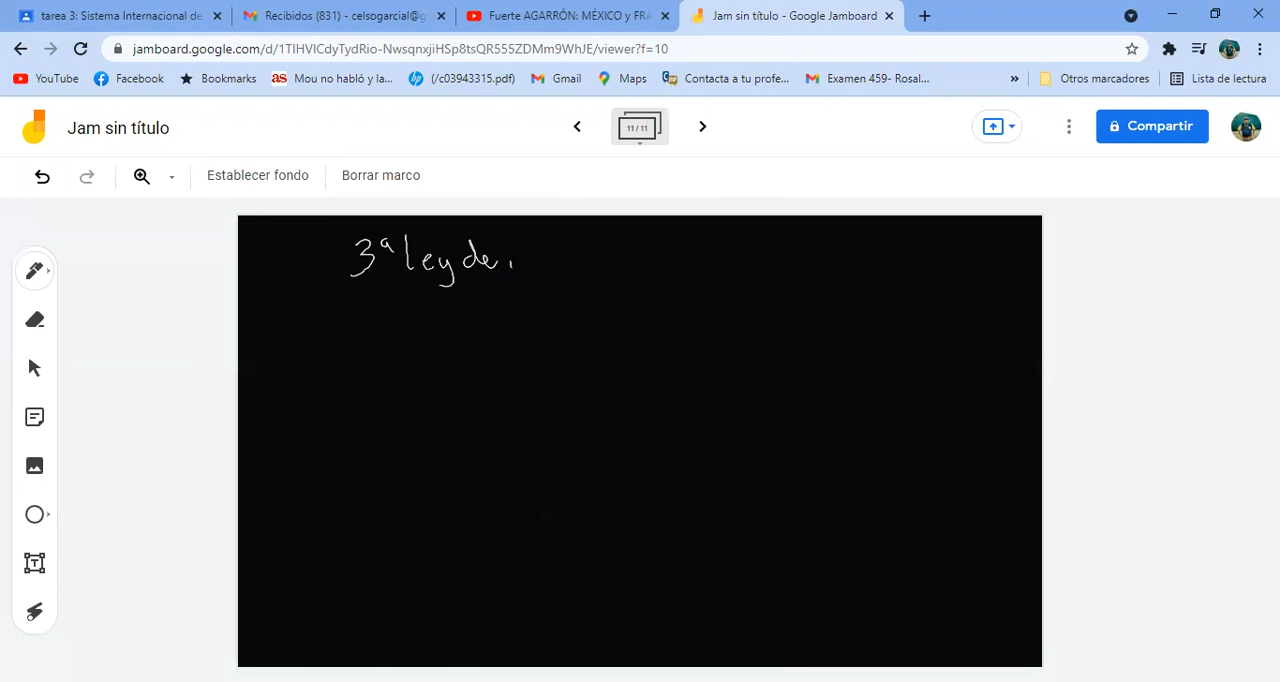 tarea 3: Sistema Internacional de
Recibidos (831) - celsogarcial@g
Fuerte AGARRÓN: MÉXICO y FRA
Jam sin título - Google Jamboard
jamboard.google.com/d/1TIHVlCdyTydRio-NwsqnxjiHSp8tsQR555ZDMm9WhJE/viewer?f=10
YouTube
Facebook
Bookmarks
as Mou no habló y la...
hp (/c03943315.pdf)
Gmail
Maps
Contacta a tu profe...
Examen 459- Rosal...
»
Otros marcadores
Lista de lectura
Jam sin título
11 / 11
Compartir
Establecer fondo
Borrar marco
3ª ley de